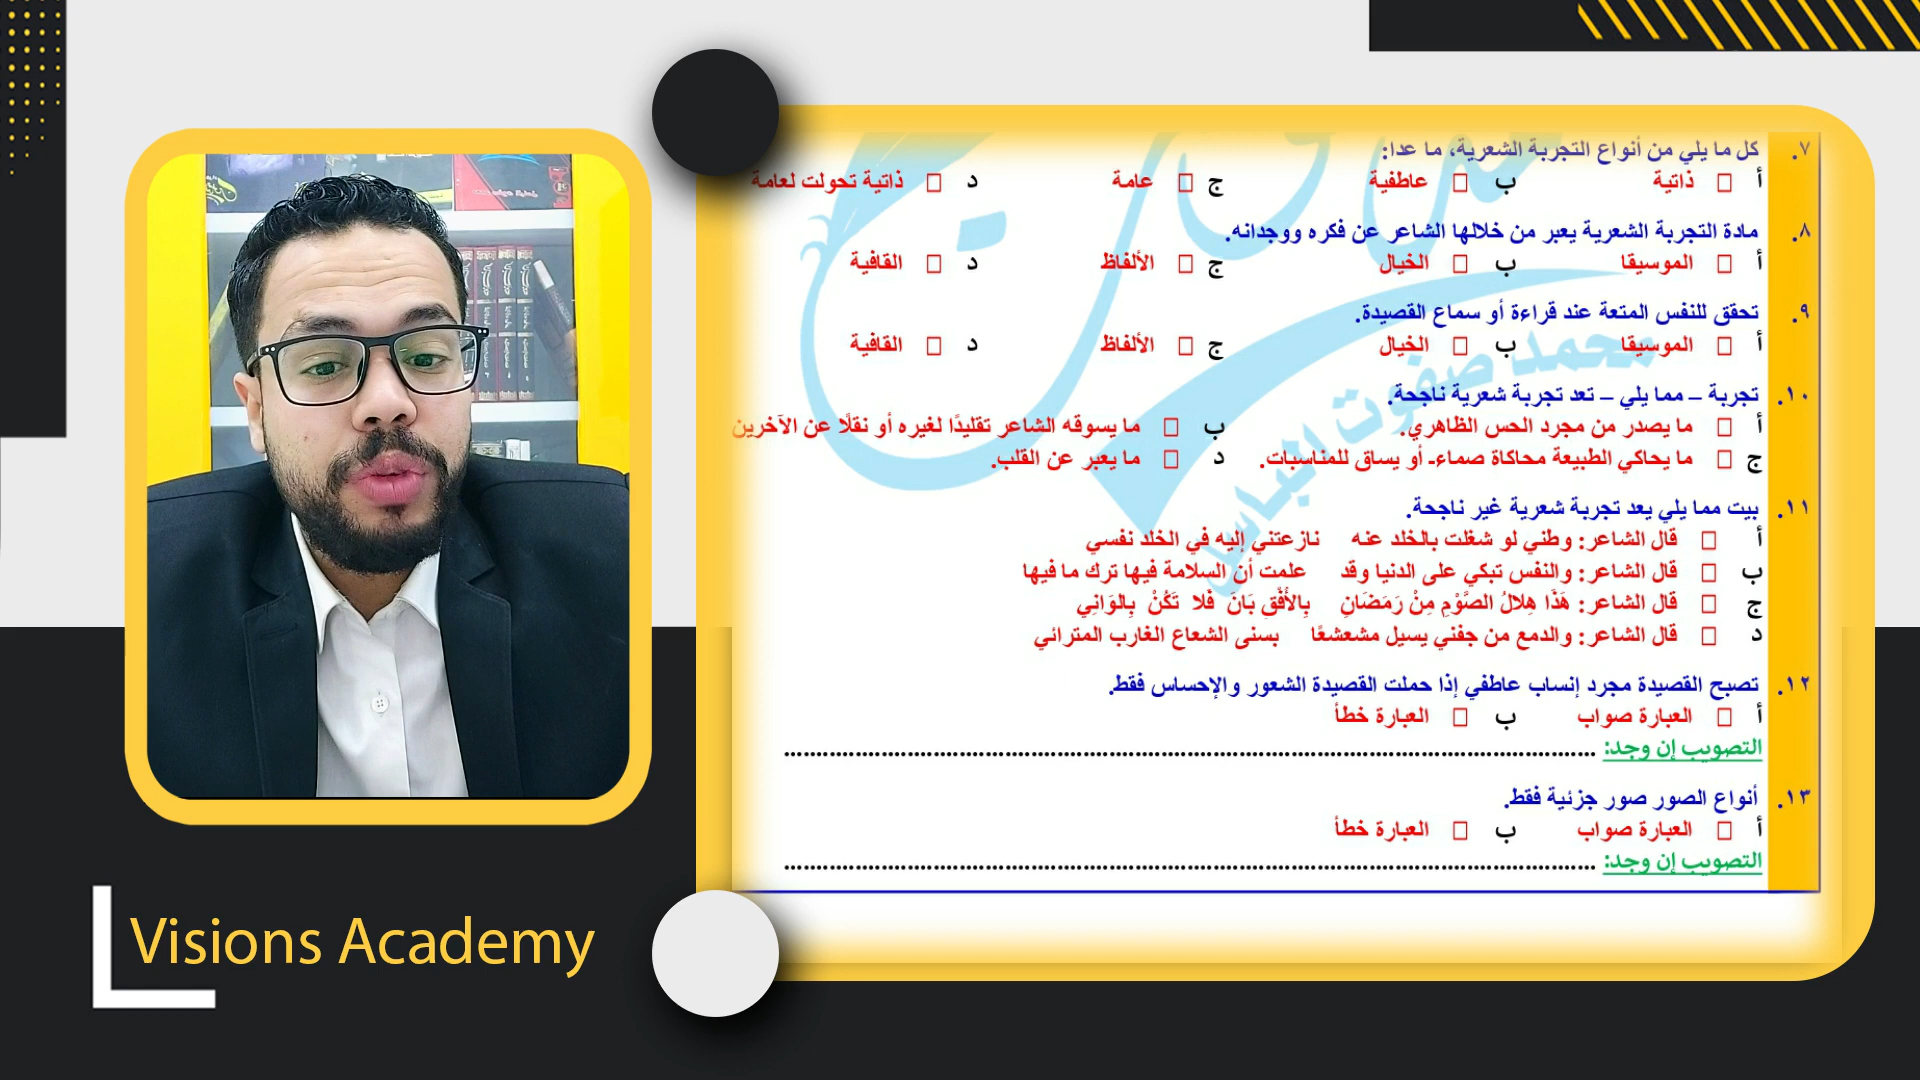 ٧. كل ما يلي من أنواع التجربة الشعرية، ما عدا:
أ □ ذاتية ب □ عاطفية ج □ عامة د □ ذاتية تحولت لعامة
٨. مادة التجربة الشعرية يعبر من خلالها الشاعر عن فكره ووجدانه.
أ □ الموسيقا ب □ الخيال ج □ الألفاظ د □ القافية
٩. تحقق للنفس المتعة عند قراءة أو سماع القصيدة.
أ □ الموسيقا ب □ الخيال ج □ الألفاظ د □ القافية
١٠. تجربة – مما يلي – تعد تجربة شعرية ناجحة.
أ □ ما يصدر من مجرد الحس الظاهري. ب □ ما يسوقه الشاعر تقليدًا لغيره أو نقلًا عن الآخرين
ج □ ما يحاكي الطبيعة محاكاة صماء- أو يساق للمناسبات. د □ ما يعبر عن القلب.
١١. بيت مما يلي يعد تجربة شعرية غير ناجحة.
أ □ قال الشاعر: وطني لو شغلت بالخلد عنه نازعتني إليه في الخلد نفسي
ب □ قال الشاعر: والنفس تبكي على الدنيا وقد علمت أن السلامة فيها ترك ما فيها
ج □ قال الشاعر: هَذَا هِلالُ الصَّوْمِ مِنْ رَمَضَانِ بِالأُفْقِ بَانَ فَلا تَكُنْ بِالوَانِي
د □ قال الشاعر: والدمع من جفني يسيل مشعشعًا بسنى الشعاع الغارب المترائي
١٢. تصبح القصيدة مجرد إنساب عاطفي إذا حملت القصيدة الشعور والإحساس فقط.
أ □ العبارة صواب ب □ العبارة خطأ
التصويب إن وجد: ........................................
١٣. أنواع الصور صور جزئية فقط.
أ □ العبارة صواب ب □ العبارة خطأ
التصويب إن وجد: ........................................
محمد صفوت
Visions Academy